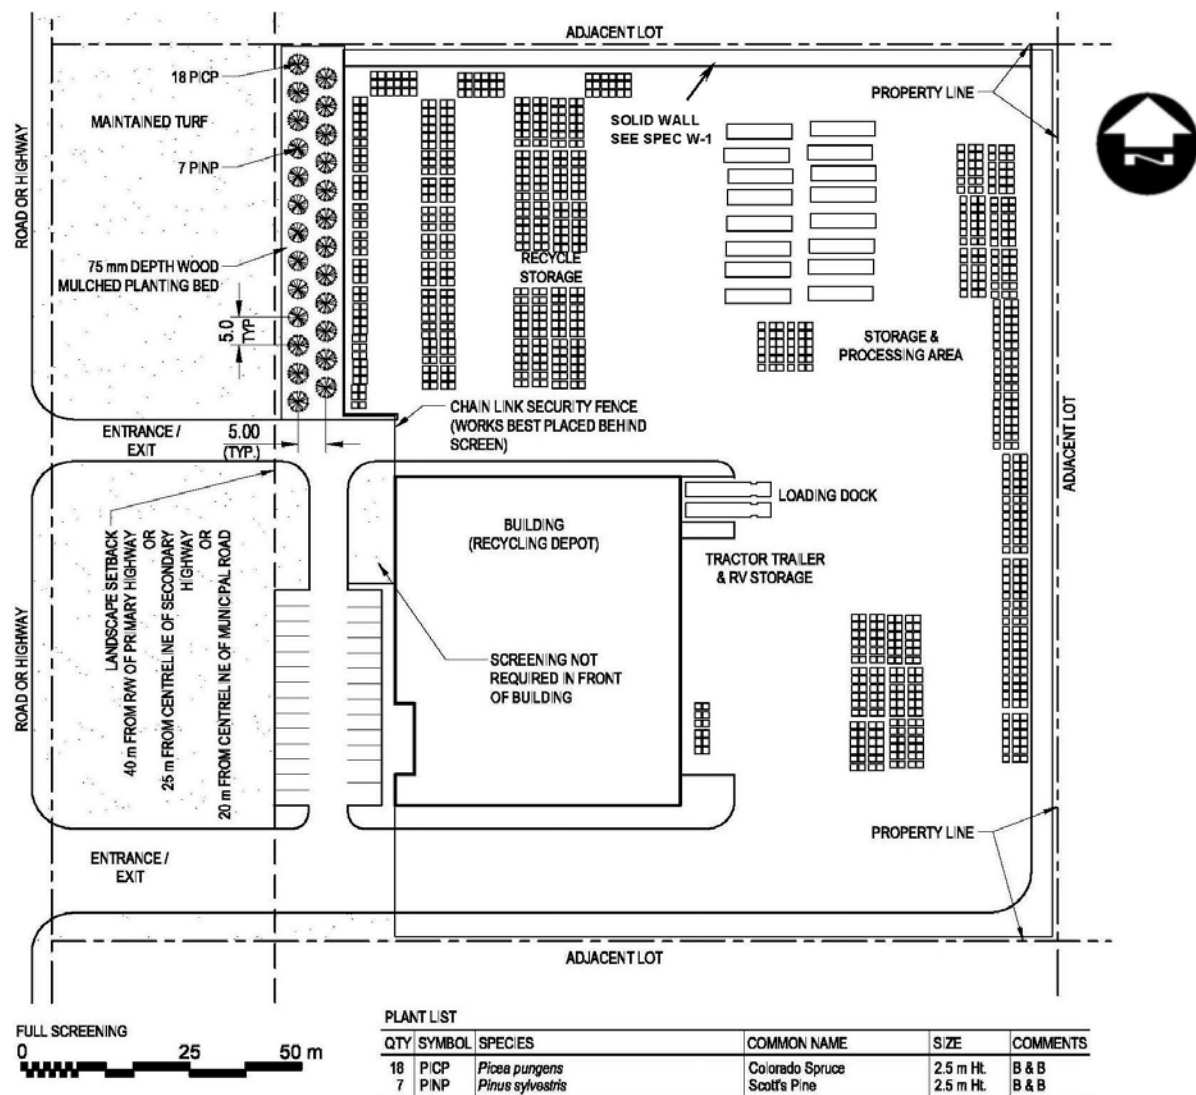 ADJACENT LOT
18 PICP
PROPERTY LINE
MAINTAINED TURF
SOLID WALL
SEE SPEC W-1
7 PINP
ROAD OR HIGHWAY
N
75 mm DEPTH WOOD
MULCHED PLANTING BED
RECYCLE
STORAGE
5.0
TYP
STORAGE &
PROCESSING AREA
CHAIN LINK SECURITY FENCE
(WORKS BEST PLACED BEHIND
SCREEN)
ENTRANCE /
EXIT
5.00
(TYP.)
ADJACENT LOT
LOADING DOCK
BUILDING
(RECYCLING DEPOT)
TRACTOR TRAILER
& RV STORAGE
LANDSCAPE SETBACK
40 m FROM R/W OF PRIMARY HIGHWAY
OR
25 m FROM CENTRELINE OF SECONDARY
HIGHWAY
OR
20 m FROM CENTRELINE OF MUNICIPAL ROAD
ROAD OR HIGHWAY
SCREENING NOT
REQUIRED IN FRONT
OF BUILDING
PROPERTY LINE
ENTRANCE /
EXIT
ADJACENT LOT
FULL SCREENING
0 25 50 m
PLANT LIST
QTY SYMBOL SPECIES COMMON NAME SIZE COMMENTS
18 PICP Picea pungens Colorado Spruce 2.5 m Ht. B & B
7 PINP Pinus sylvestris Scott's Pine 2.5 m Ht. B & B